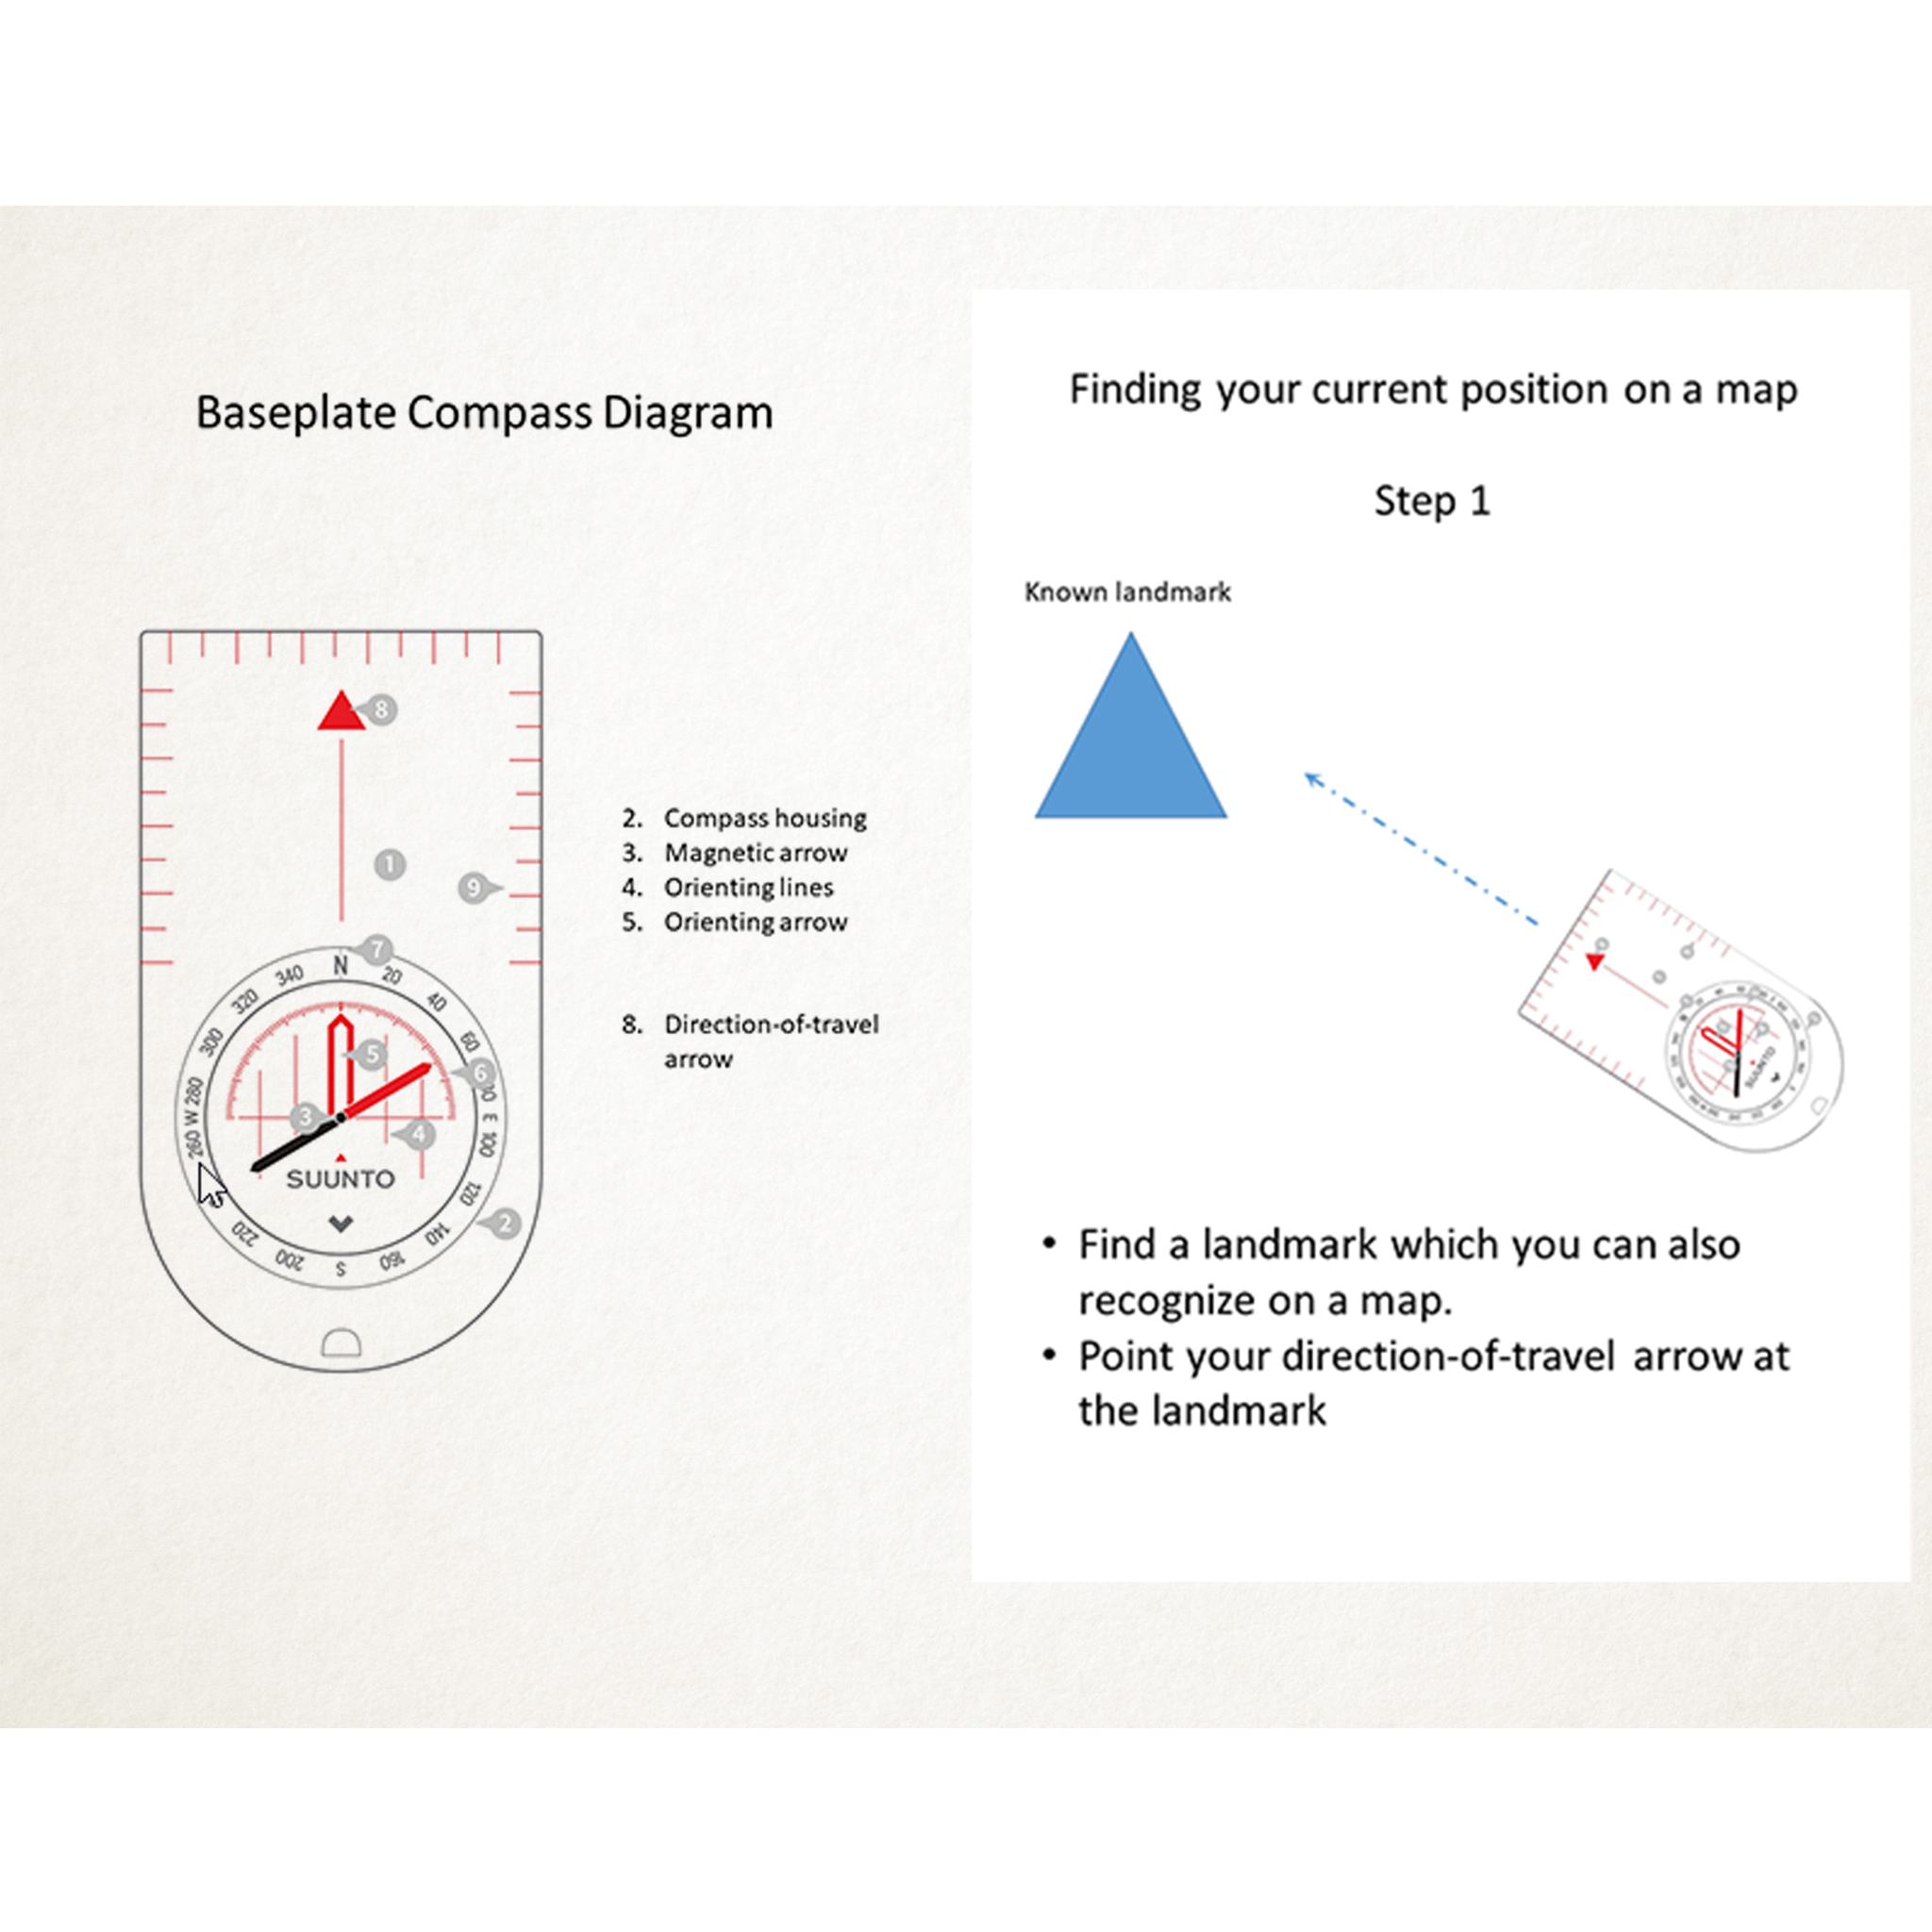 Baseplate Compass Diagram
8
1
9
7
N
340
20
320
40
300
60
5
6
280
W
3
E
4
260
100
SUUNTO
120
2
220
140
200
160
S
2. Compass housing
3. Magnetic arrow
4. Orienting lines
5. Orienting arrow
8. Direction-of-travel
arrow
Finding your current position on a map
Step 1
Known landmark
SUUNTO
• Find a landmark which you can also
recognize on a map.
• Point your direction-of-travel arrow at
the landmark